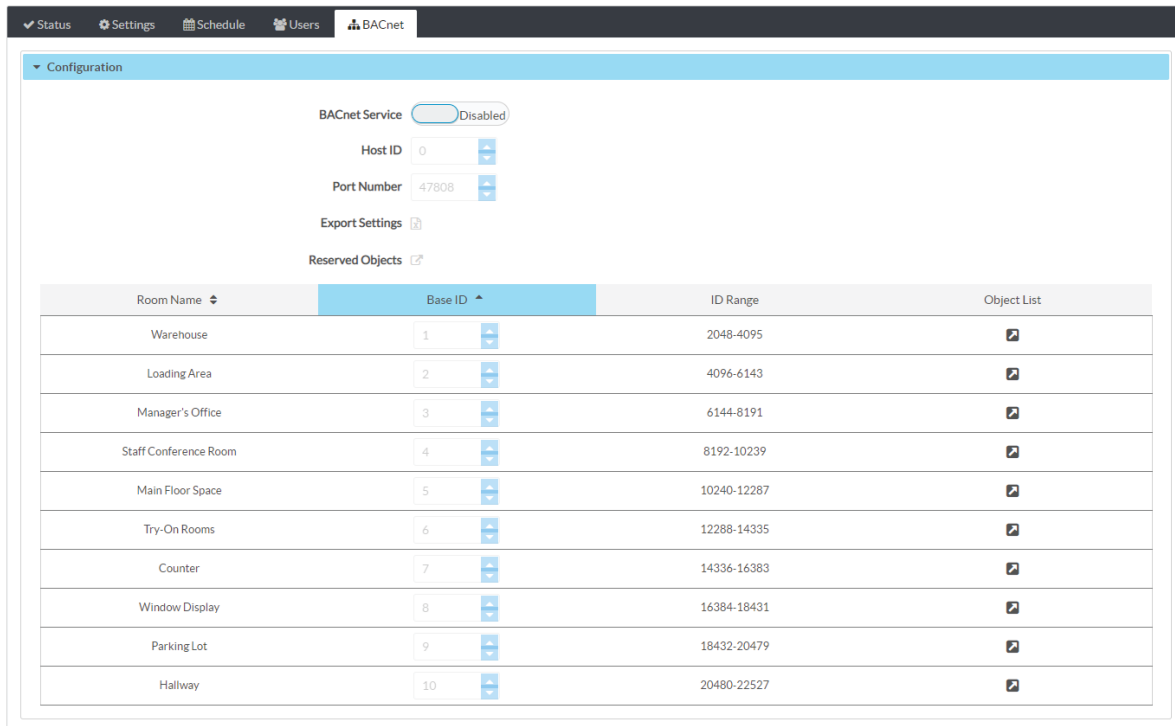 Status Settings Schedule Users BACnet
Configuration
BACnet Service Disabled
Host ID 0
Port Number 47808
Export Settings
Reserved Objects
Room Name Base ID ID Range Object List
Warehouse 1 2048-4095
Loading Area 2 4096-6143
Manager's Office 3 6144-8191
Staff Conference Room 4 8192-10239
Main Floor Space 5 10240-12287
Try-On Rooms 6 12288-14335
Counter 7 14336-16383
Window Display 8 16384-18431
Parking Lot 9 18432-20479
Hallway 10 20480-22527